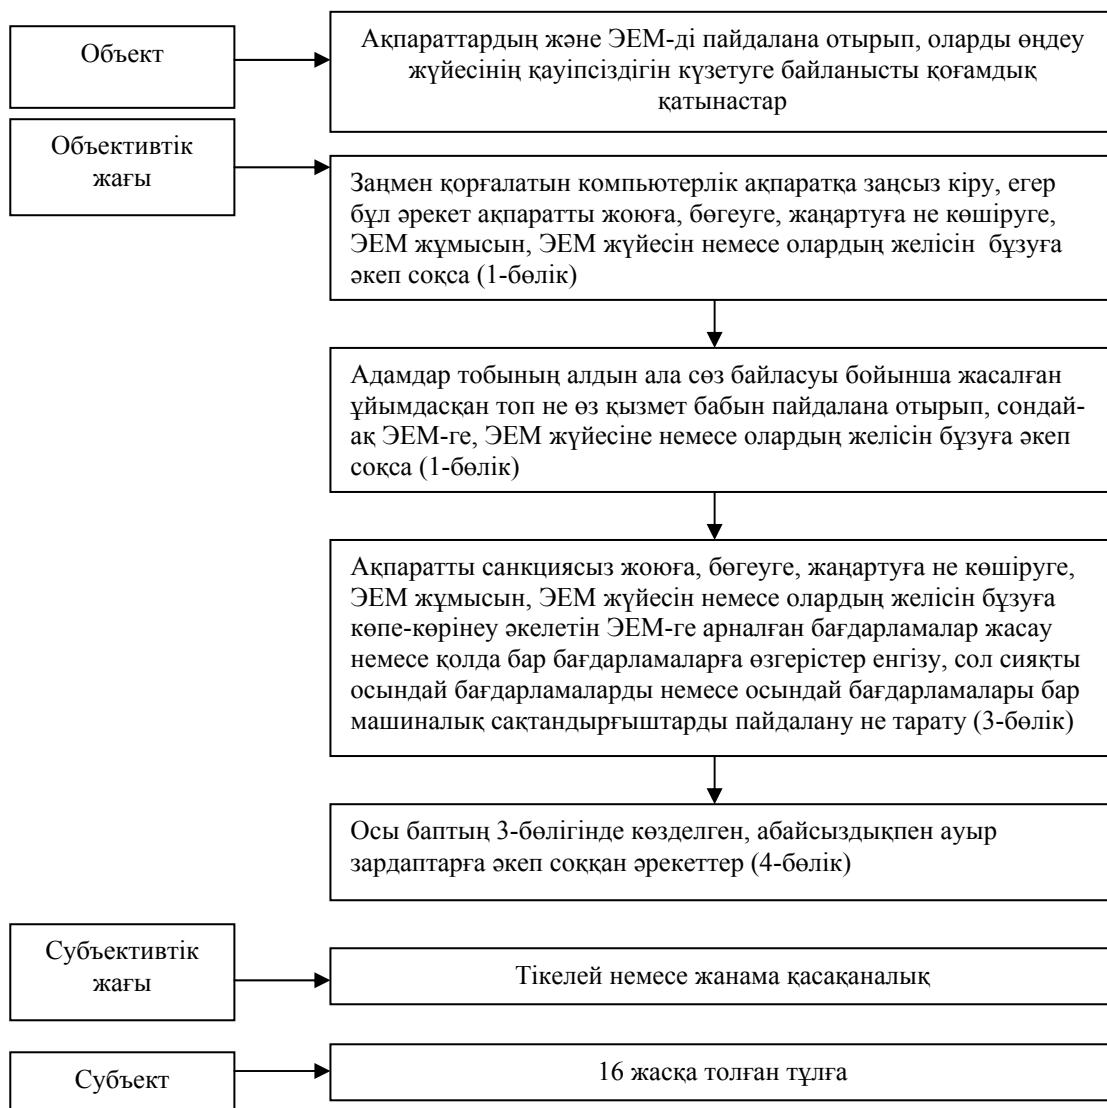 Объект
Ақпараттардың және ЭЕМ-ді пайдалана отырып, оларды өңдеу
жүйесінің қауіпсіздігін күзетуге байланысты қоғамдық
қатынастар
Объективтік
жағы
Заңмен қорғалатын компьютерлік ақпаратқа заңсыз кіру, егер
бұл әрекет ақпаратты жоюға, бөгеуге, жаңартуға не көшіруге,
ЭЕМ жұмысын, ЭЕМ жүйесін немесе олардың желісін бұзуға
әкеп соқса (1-бөлік)
Адамдар тобының алдын ала сөз байласуы бойынша жасалған
ұйымдасқан топ не өз қызмет бабын пайдалана отырып, сондай-
ақ ЭЕМ-ге, ЭЕМ жүйесіне немесе олардың желісін бұзуға әкеп
соқса (1-бөлік)
Ақпаратты санкциясыз жоюға, бөгеуге, жаңартуға не көшіруге,
ЭЕМ жұмысын, ЭЕМ жүйесін немесе олардың желісін бұзуға
көпе-көрінеу әкелетін ЭЕМ-ге арналған бағдарламалар жасау
немесе қолда бар бағдарламаларға өзгерістер енгізу, сол сияқты
осындай бағдарламаларды немесе осындай бағдарламалары бар
машиналық сақтандырғыштарды пайдалану не тарату (3-бөлік)
Осы баптың 3-бөлігінде көзделген, абайсыздықпен ауыр
зардаптарға әкеп соққан әрекеттер (4-бөлік)
Субъективтік
жағы
Тікелей немесе жанама қасақаналық
Субъект
16 жасқа толған тұлға